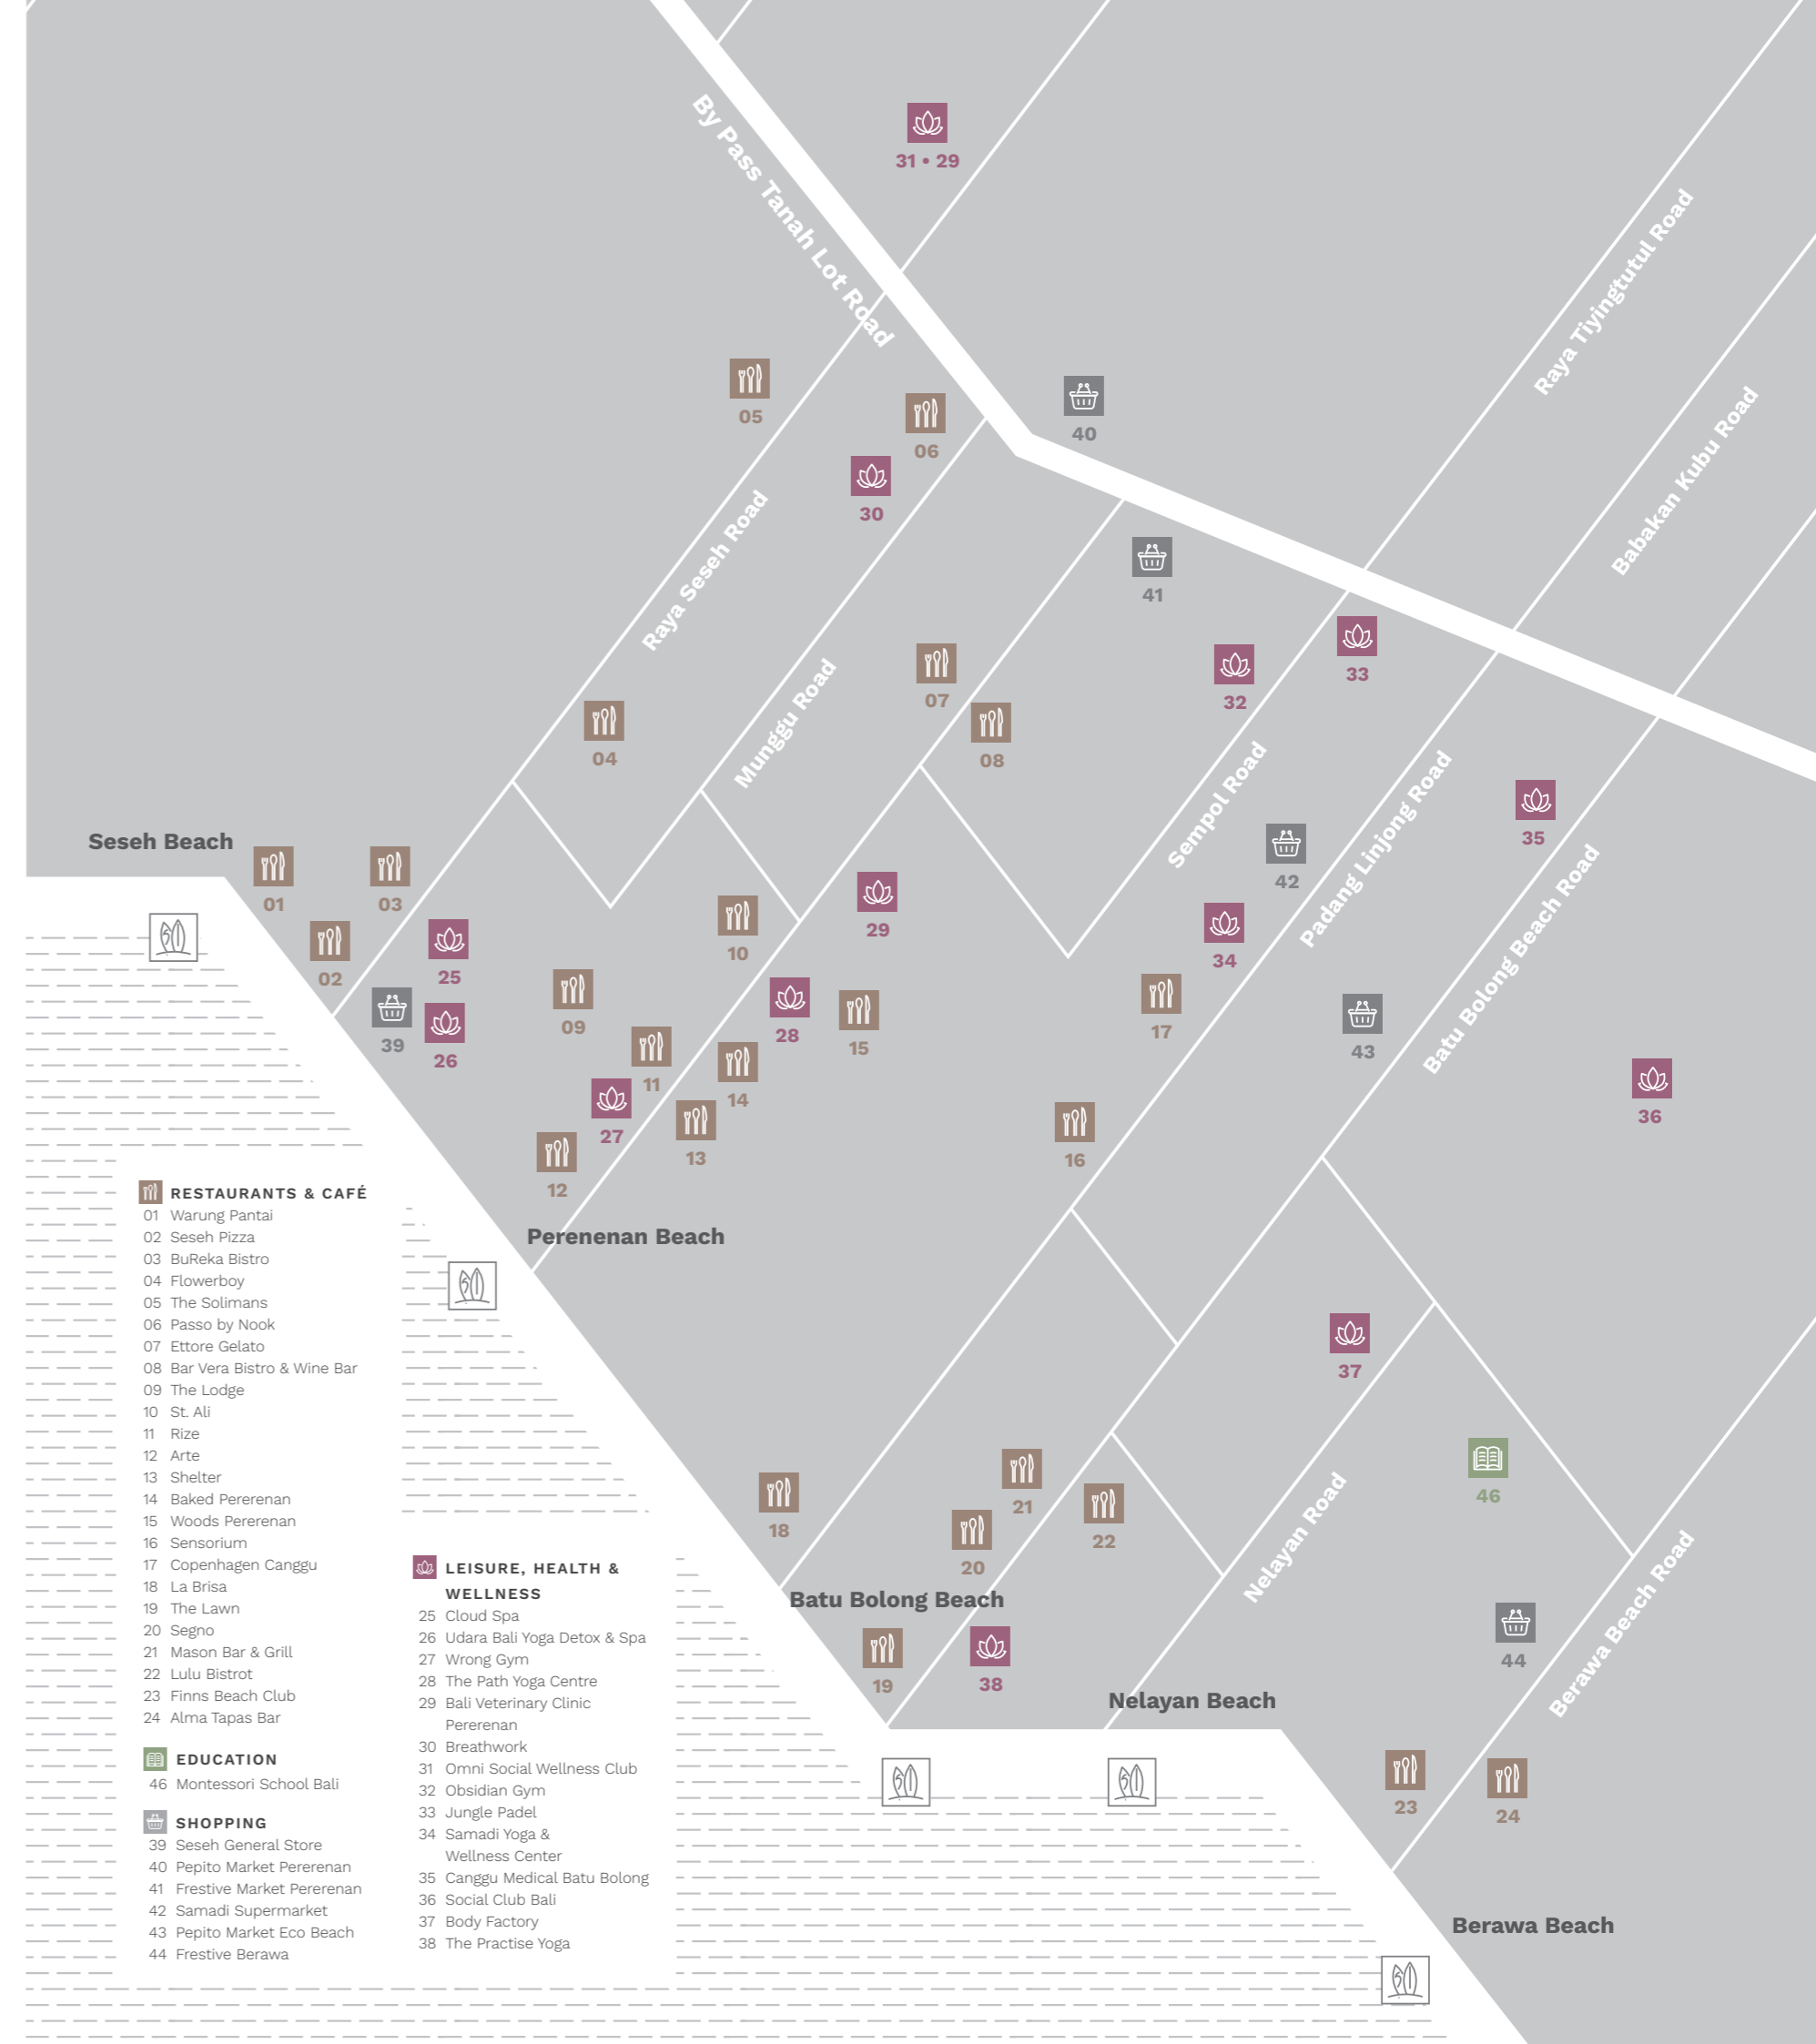 By Pass Tanah Lot Road
31 • 29
Raya Tiyingtutul Road
05
06
40
30
Babakan Kubu Road
Raya Seseh Road
41
07
32
33
Munggu Road
04
08
Sempol Road
Padang Linjong Road
35
Seseh Beach
42
Batu Bolong Beach Road
01
03
29
10
34
02
25
09
28
15
17
39
26
43
11
14
36
27
13
16
12
Perenenan Beach
37
46
21
Nelayan Road
18
20
22
Berawa Beach Road
Batu Bolong Beach
44
19
38
Nelayan Beach
23
24
Berawa Beach
RESTAURANTS & CAFÉ
01 Warung Pantai
02 Seseh Pizza
03 BuReka Bistro
04 Flowerboy
05 The Solimans
06 Passo by Nook
07 Ettore Gelato
08 Bar Vera Bistro & Wine Bar
09 The Lodge
10 St. Ali
11 Rize
12 Arte
13 Shelter
14 Baked Pererenan
15 Woods Pererenan
16 Sensorium
17 Copenhagen Canggu
18 La Brisa
19 The Lawn
20 Segno
21 Mason Bar & Grill
22 Lulu Bistrot
23 Finns Beach Club
24 Alma Tapas Bar
EDUCATION
46 Montessori School Bali
SHOPPING
39 Seseh General Store
40 Pepito Market Pererenan
41 Frestive Market Pererenan
42 Samadi Supermarket
43 Pepito Market Eco Beach
44 Frestive Berawa
LEISURE, HEALTH &
WELLNESS
25 Cloud Spa
26 Udara Bali Yoga Detox & Spa
27 Wrong Gym
28 The Path Yoga Centre
29 Bali Veterinary Clinic
Pererenan
30 Breathwork
31 Omni Social Wellness Club
32 Obsidian Gym
33 Jungle Padel
34 Samadi Yoga &
Wellness Center
35 Canggu Medical Batu Bolong
36 Social Club Bali
37 Body Factory
38 The Practise Yoga